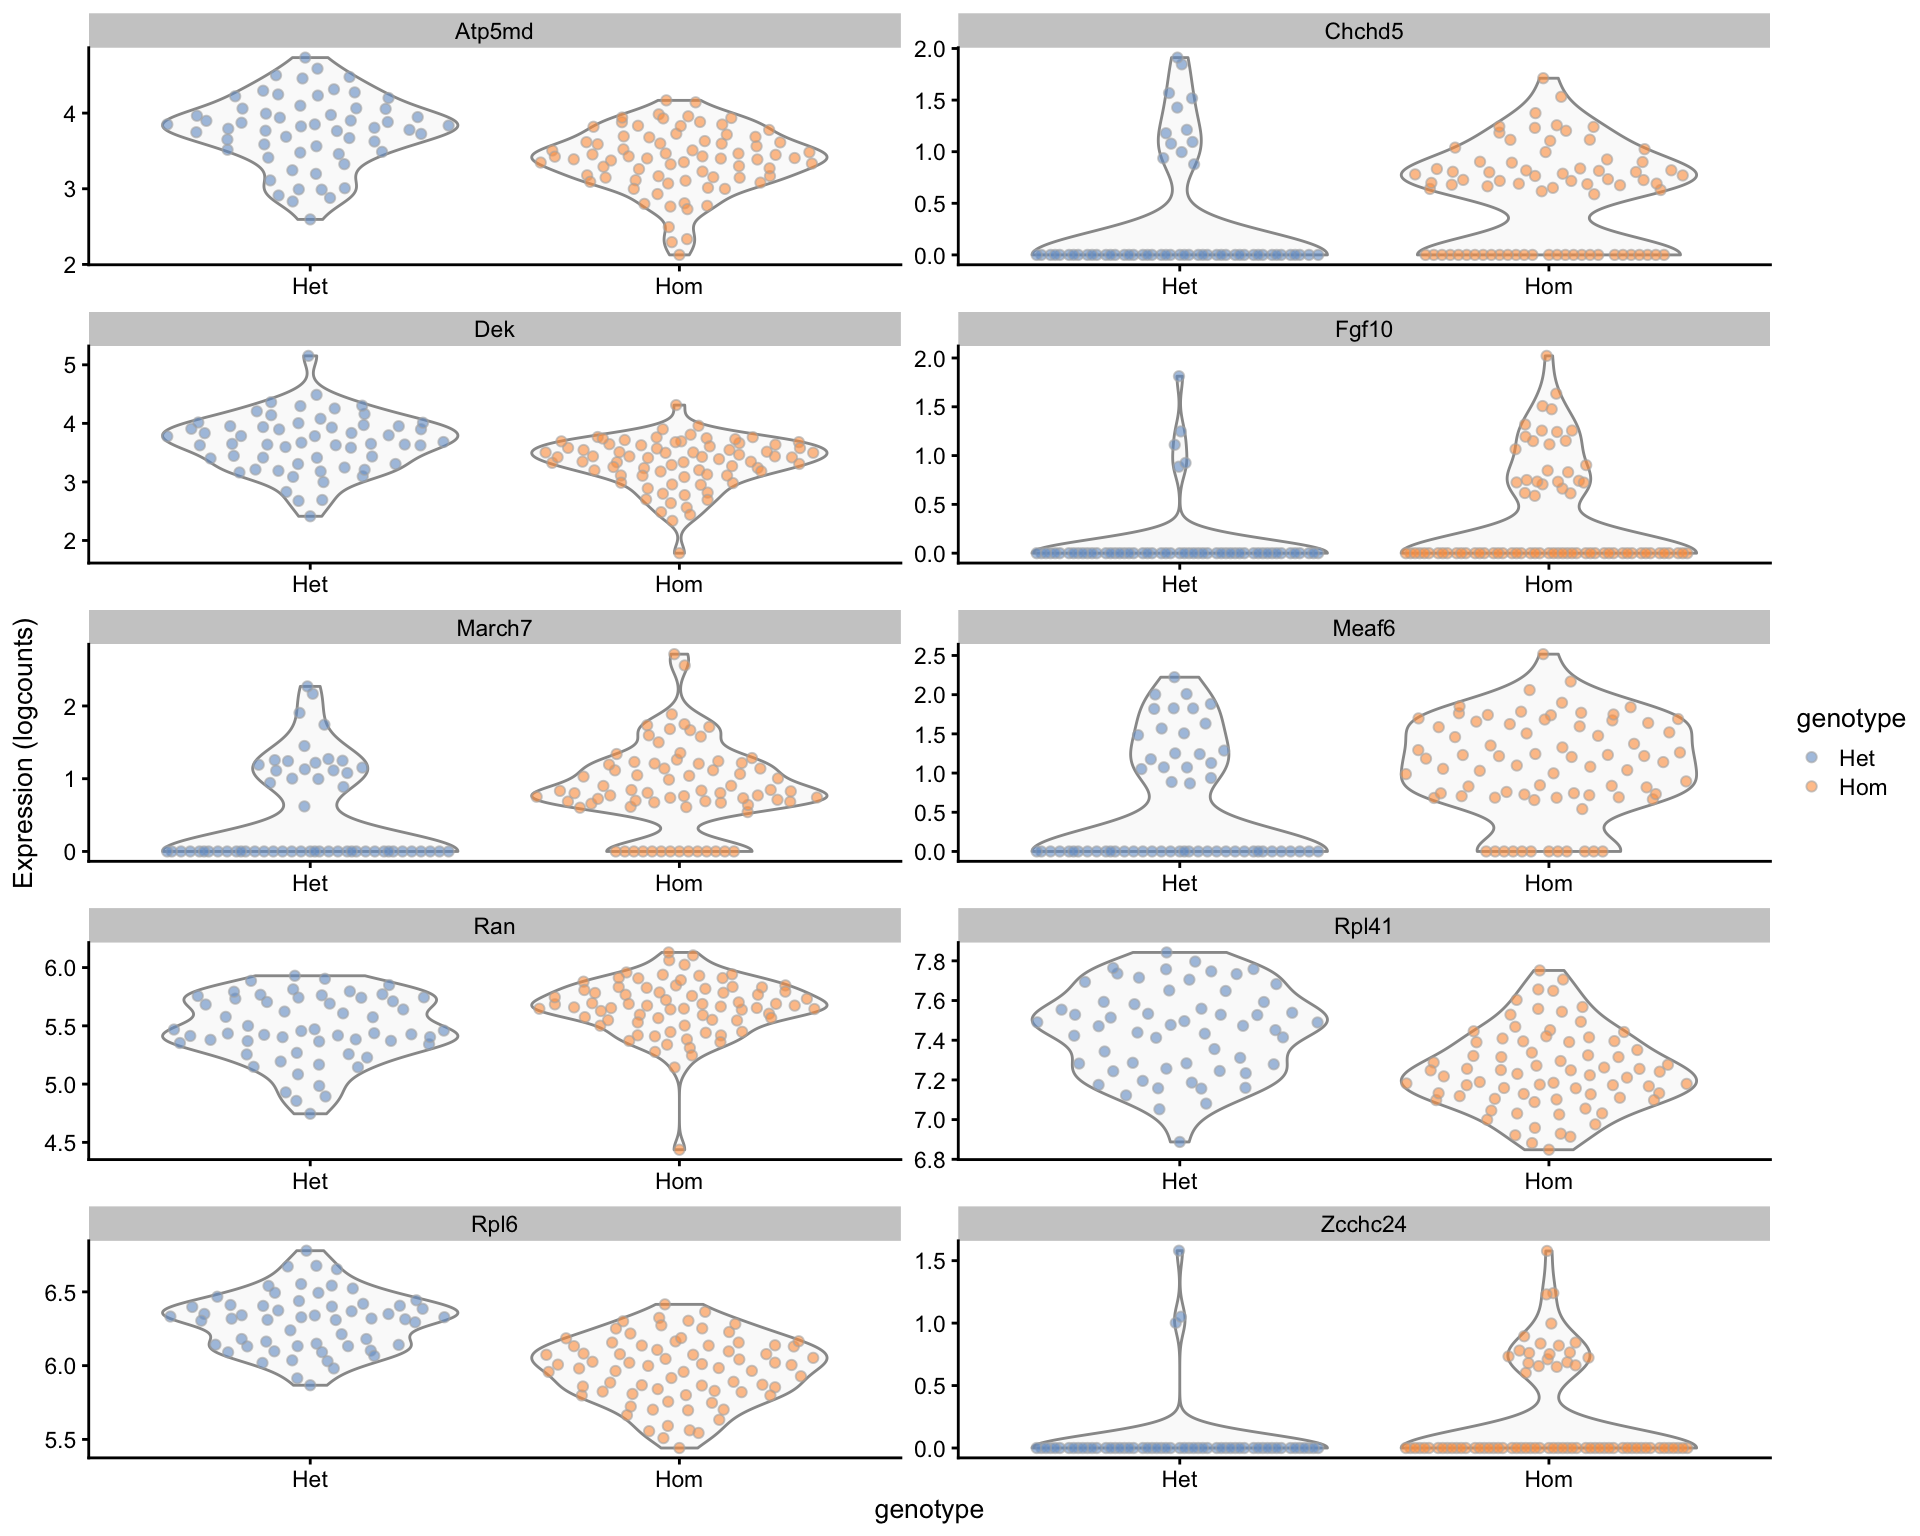 Atp5md
Chchd5
4
3
2
2.0
1.5
1.0
0.5
0.0
Het
Hom
Het
Hom
Dek
Fgf10
5
4
3
2
2.0
1.5
1.0
0.5
0.0
Het
Hom
Het
Hom
March7
Meaf6
2
1
0
2.5
2.0
1.5
1.0
0.5
0.0
Het
Hom
Het
Hom
Ran
Rpl41
6.0
5.5
5.0
4.5
7.8
7.6
7.4
7.2
7.0
6.8
Het
Hom
Het
Hom
Rpl6
Zcchc24
6.5
6.0
5.5
1.5
1.0
0.5
0.0
Het
Hom
Het
Hom
Expression (logcounts)
genotype
genotype
Het
Hom